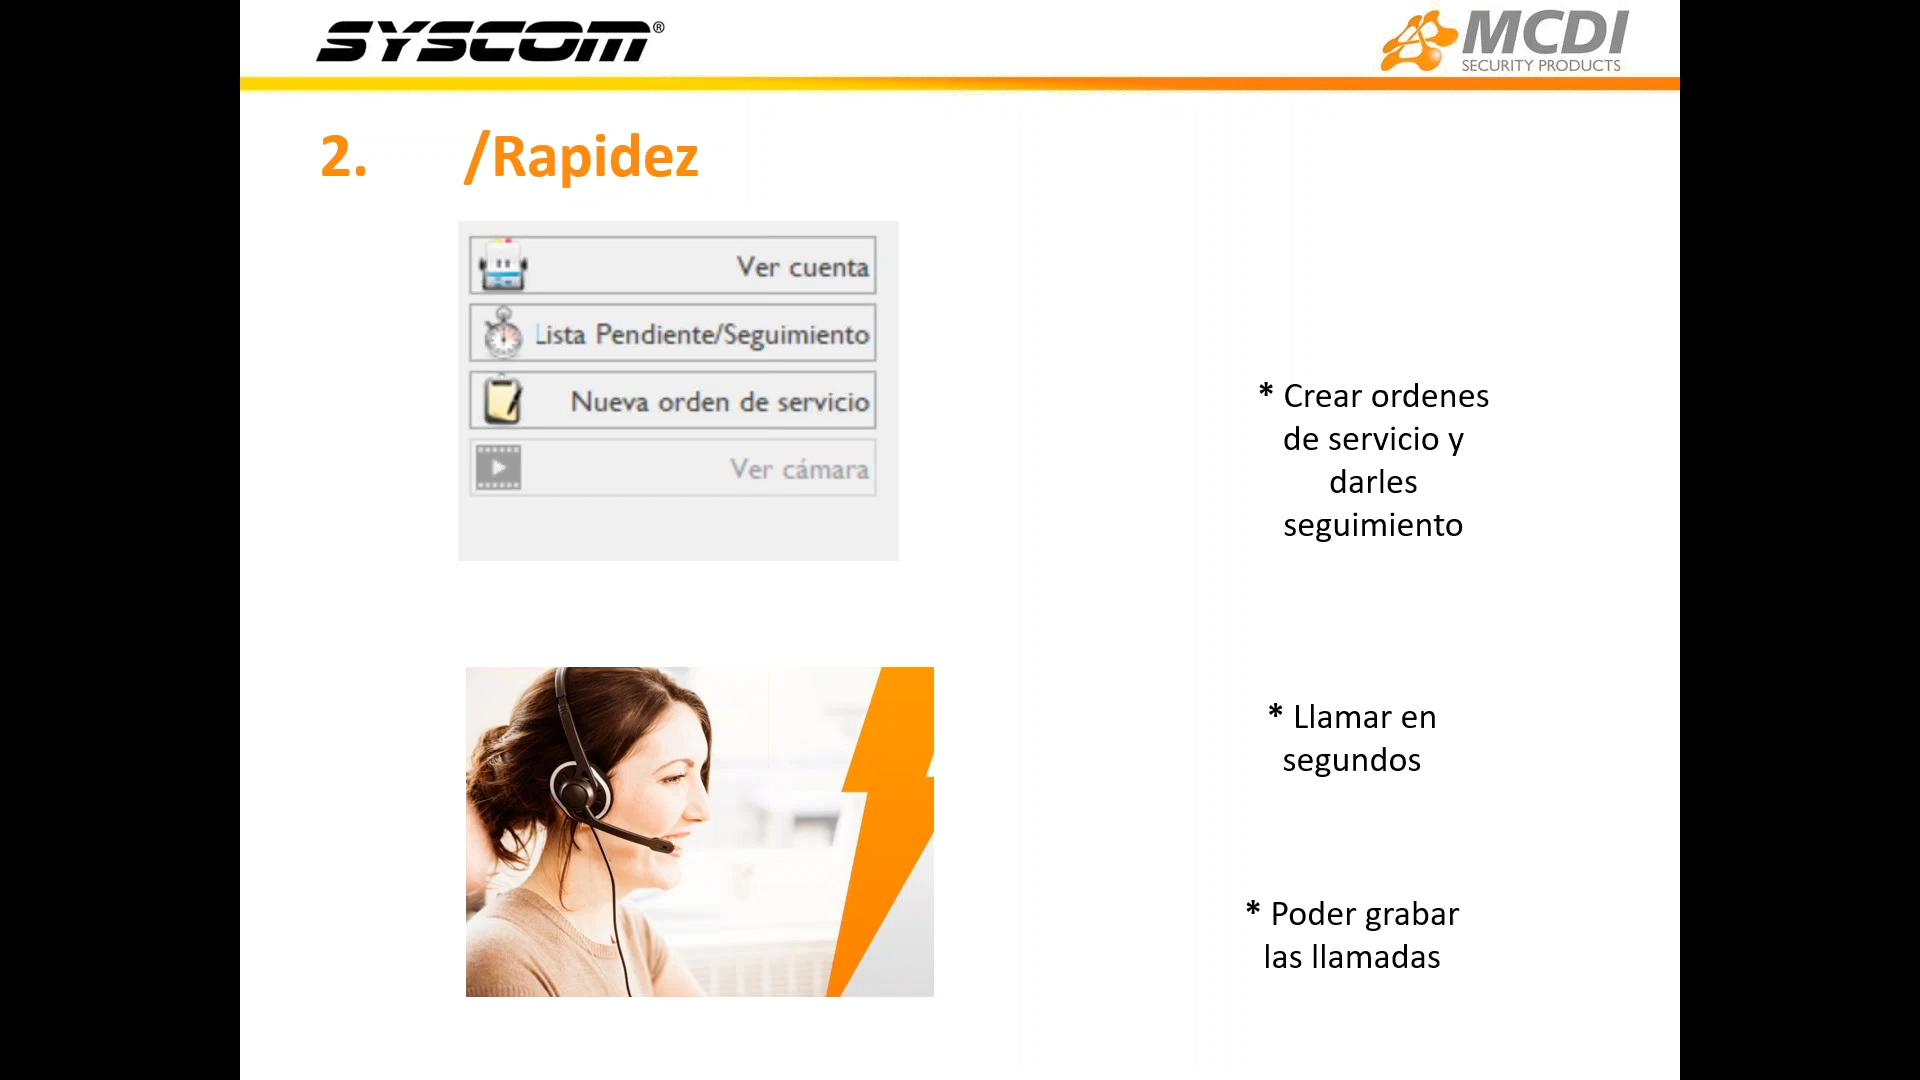 SYSCOM®
MCDI
SECURITY PRODUCTS
2. /Rapidez
Ver cuenta
Lista Pendiente/Seguimiento
Nueva orden de servicio
Ver cámara
* Crear ordenes
de servicio y
darles
seguimiento
* Llamar en
segundos
* Poder grabar
las llamadas